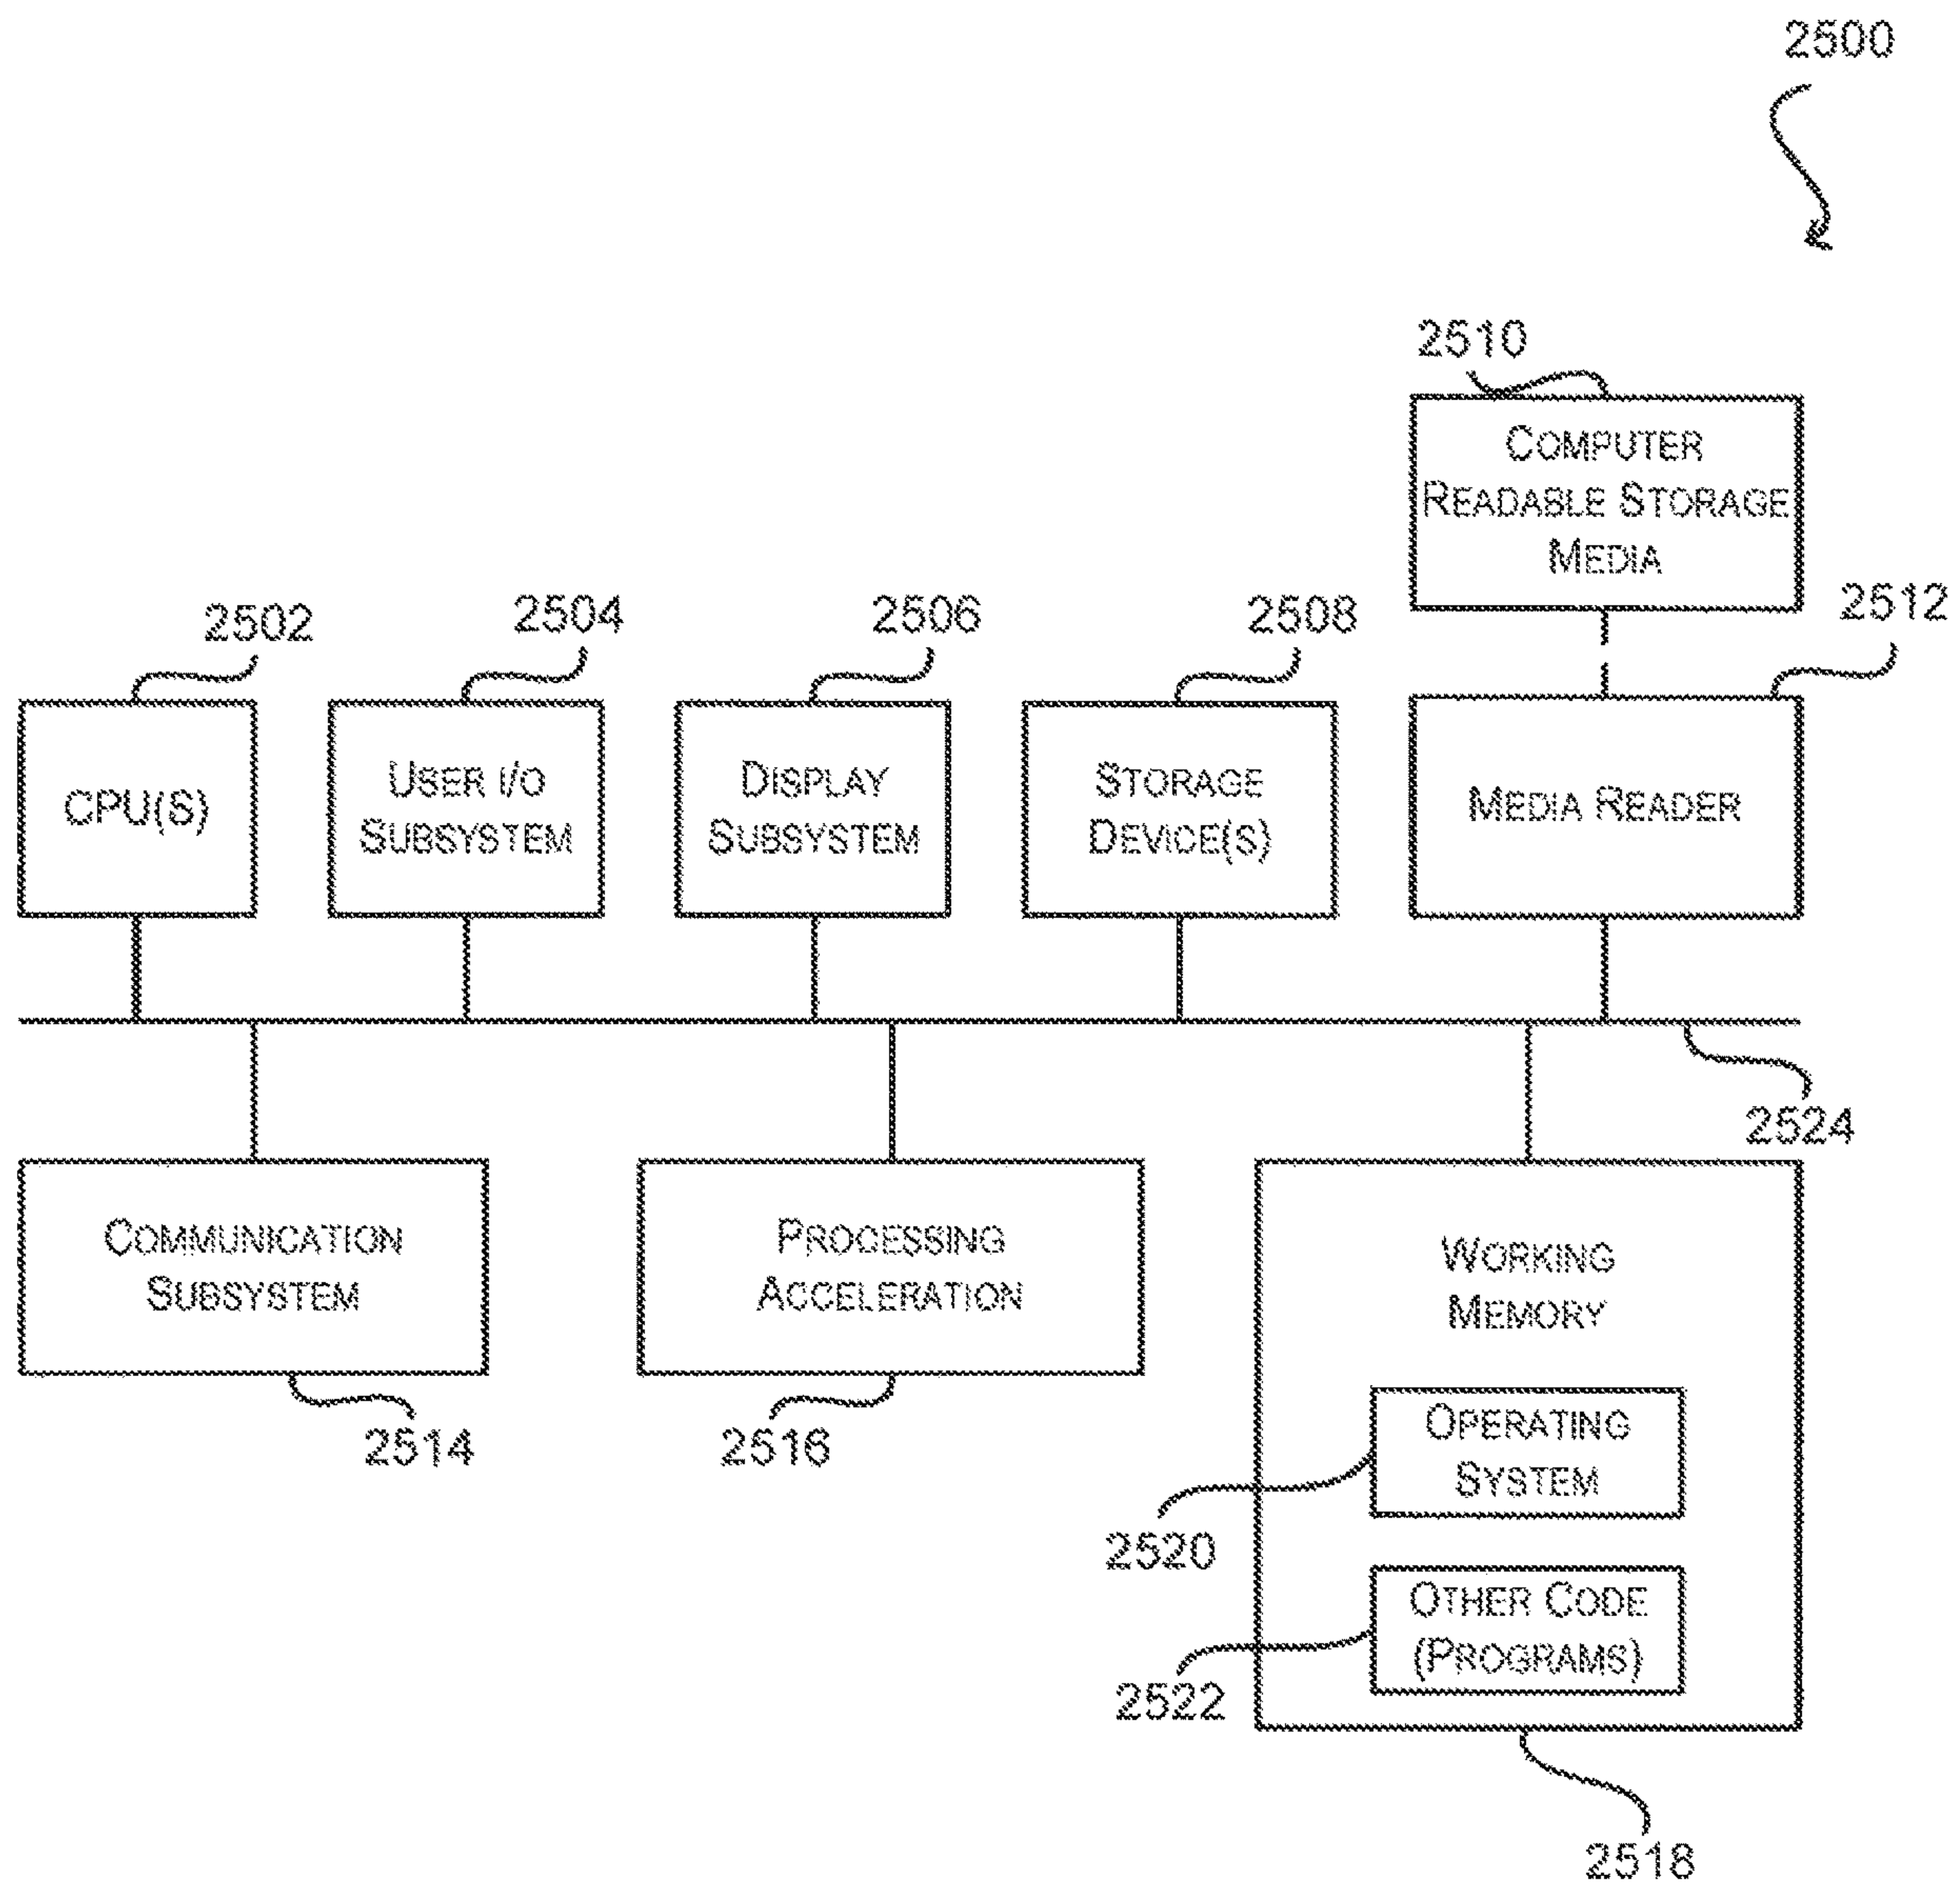 2500
2510
COMPUTER
READABLE STORAGE
MEDIA
2502
2504
2506
2508
2512
CPU(S)
USER I/O
SUBSYSTEM
DISPLAY
SUBSYSTEM
STORAGE
DEVICE(S)
MEDIA READER
2524
COMMUNICATION
SUBSYSTEM
PROCESSING
ACCELERATION
WORKING
MEMORY
2514
2516
OPERATING
SYSTEM
2520
OTHER CODE
(PROGRAMS)
2522
2518